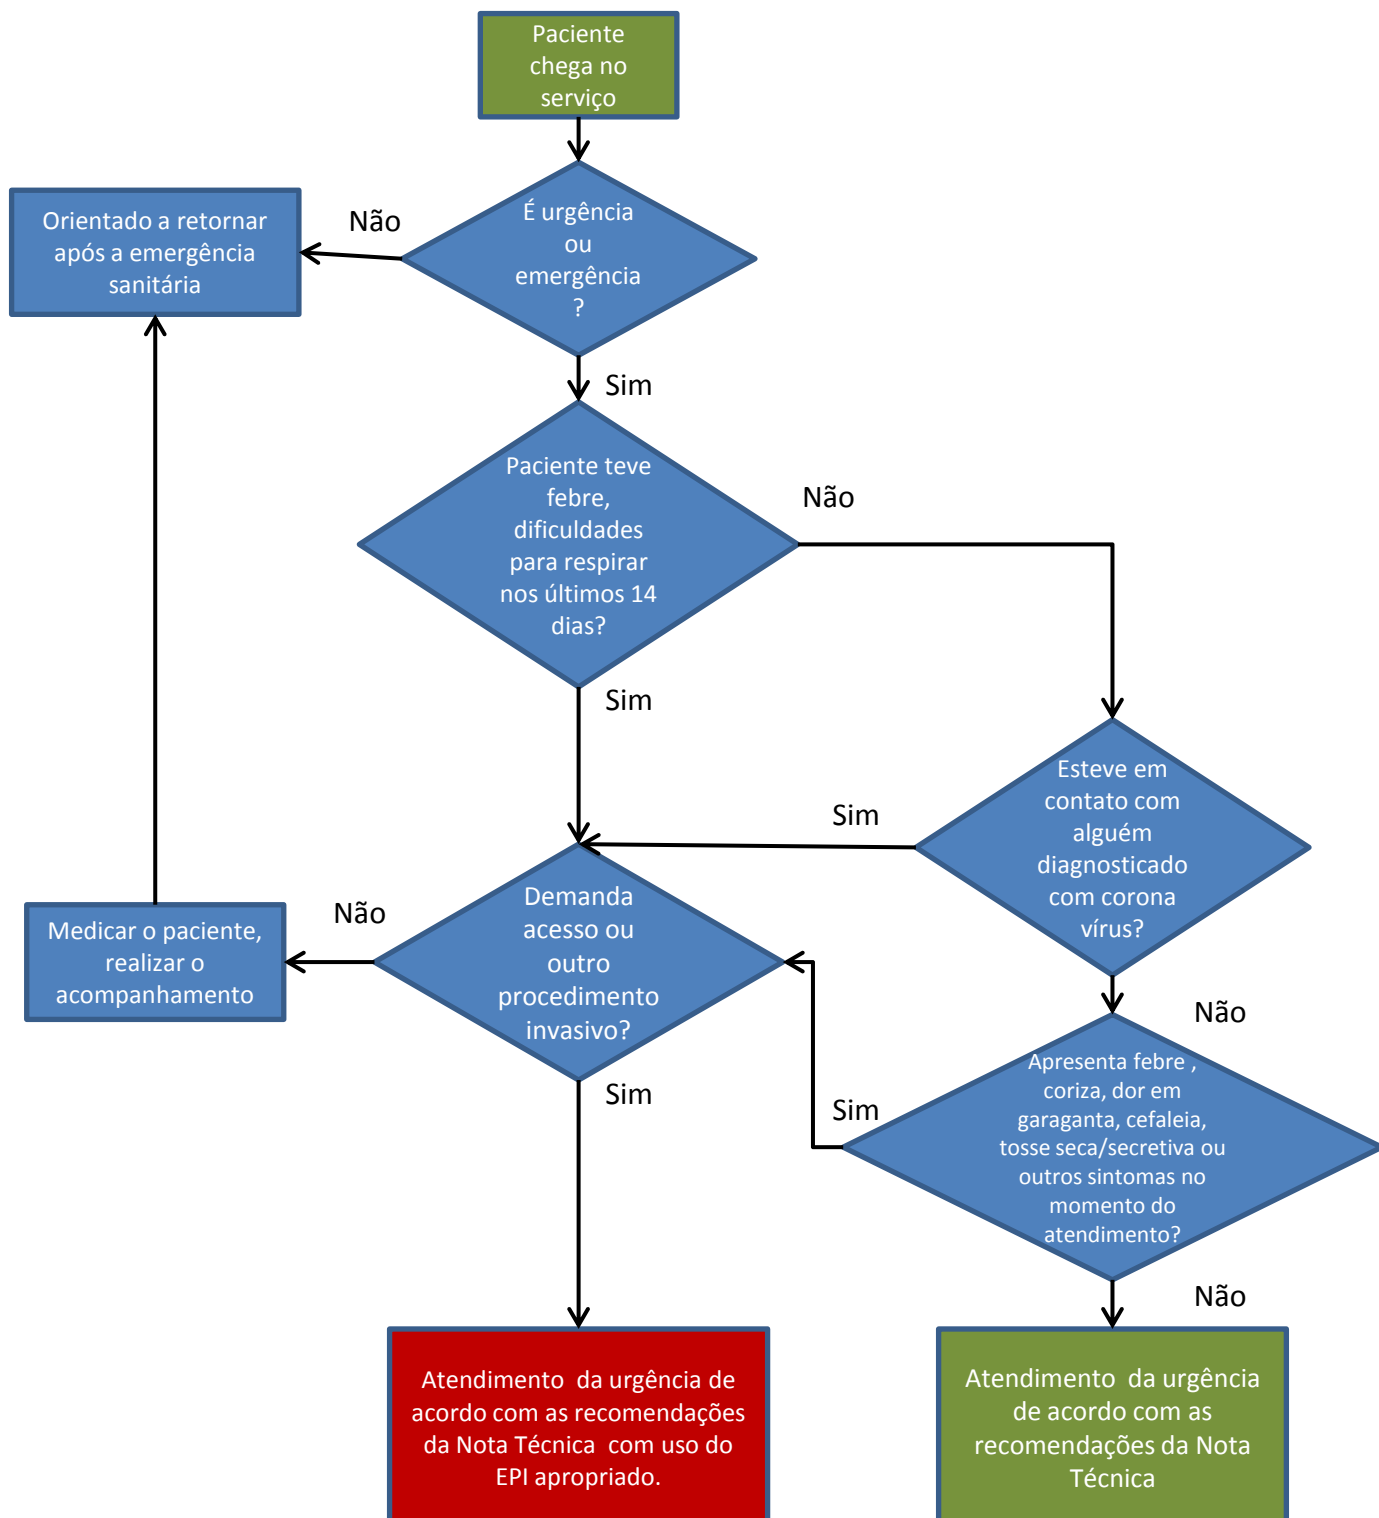 Paciente
chega no
serviço
É urgência
ou
emergência
?
Não
Orientado a retornar
após a emergência
sanitária
Sim
Paciente teve
febre,
dificuldades
para respirar
nos últimos 14
dias?
Não
Sim
Esteve em
contato com
alguém
diagnosticado
com corona
vírus?
Sim
Demanda
acesso ou
outro
procedimento
invasivo?
Não
Medicar o paciente,
realizar o
acompanhamento
Não
Apresenta febre ,
coriza, dor em
garaganta, cefaleia,
tosse seca/secretiva ou
outros sintomas no
momento do
atendimento?
Sim
Sim
Não
Atendimento  da urgência de
acordo com as recomendações
da Nota Técnica  com uso do
EPI apropriado.
Atendimento  da urgência
de acordo com as
recomendações da Nota
Técnica